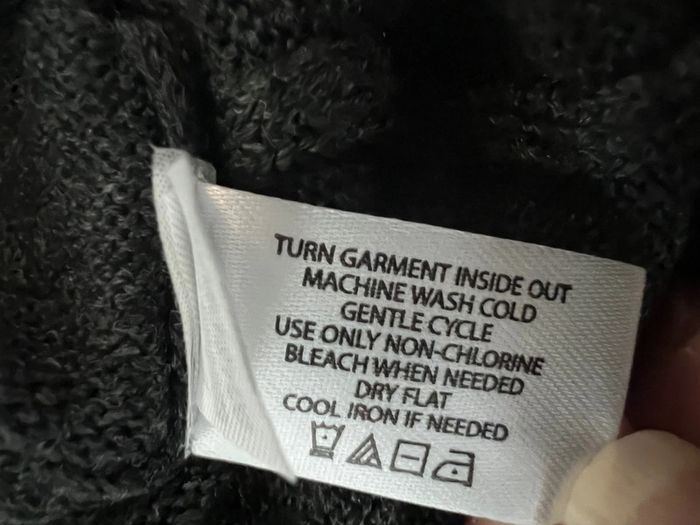 TURN GARMENT INSIDE OUT
MACHINE WASH COLD
GENTLE CYCLE
USE ONLY NON-CHLORINE
BLEACH WHEN NEEDED
DRY FLAT
COOL IRON IF NEEDED